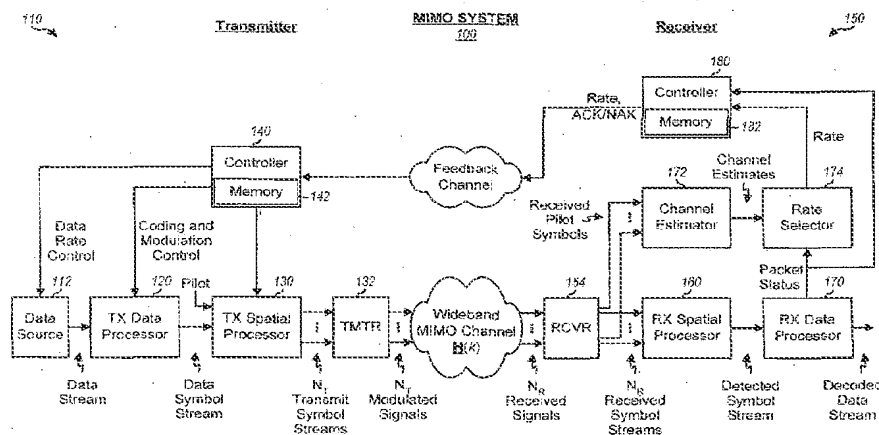 110
MIMO SYSTEM
100
150
Transmitter
Receiver
180
Controller
Memory
182
Rate,
ACK/NAK
Rate
140
Controller
Memory
142
Feedback
Channel
172
Channel
Estimates
174
Received
Pilot
Symbols
Channel
Estimator
Rate
Selector
Data
Rate
Control
Coding and
Modulation
Control
Packet
Status
112
120
Pilot
130
132
154
160
170
Data
Source
TX Data
Processor
TX Spatial
Processor
TMTR
Wideband
MIMO Channel
H(k)
RCVR
RX Spatial
Processor
RX Data
Processor
Data
Stream
Data
Symbol
Stream
NT
Transmit
Symbol
Streams
NT
Modulated
Signals
NR
Received
Signals
NR
Received
Symbol
Streams
Detected
Symbol
Stream
Decoded
Data
Stream